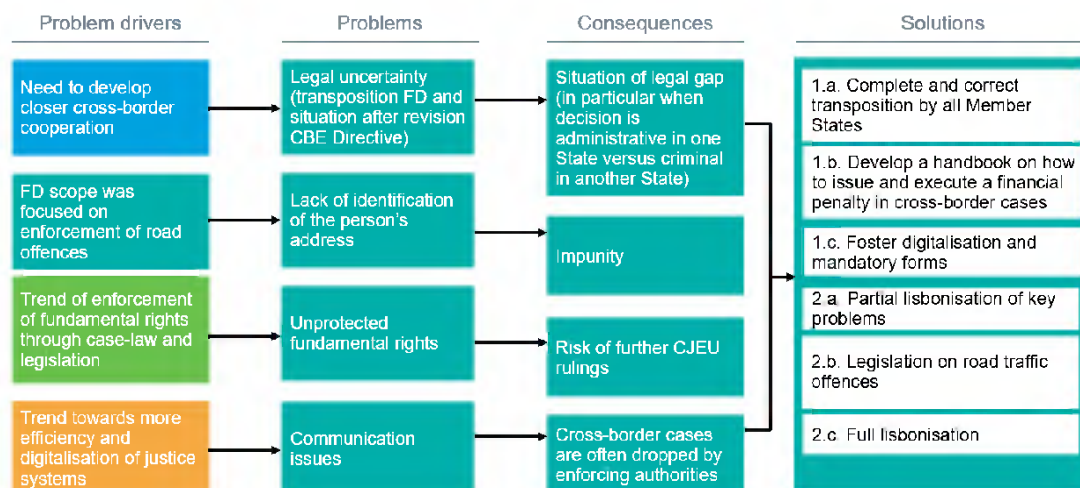 Problem drivers
Problems
Consequences
Solutions
Need to develop
closer cross-border
cooperation
Legal uncertainty
(transposition FD and
situation after revision
CBE Directive)
Situation of legal gap
(in particular when
decision is
administrative in one
State versus criminal
in another State)
FD scope was
focused on
enforcement of road
offences
Lack of identification
of the person's
address
Impunity
Trend of enforcement
of fundamental rights
through case-law and
legislation
Unprotected
fundamental rights
Risk of further CJEU
rulings
Trend towards more
efficiency and
digitalisation of justice
systems
Communication
issues
Cross-border cases
are often dropped by
enforcing authorities
1.a. Complete and correct
transposition by all Member
States
1.b. Develop a handbook on how
to issue and execute a financial
penalty in cross-border cases
1.c. Foster digitalisation and
mandatory forms
2.a. Partial lisbonisation of key
problems
2.b. Legislation on road traffic
offences
2.c. Full lisbonisation